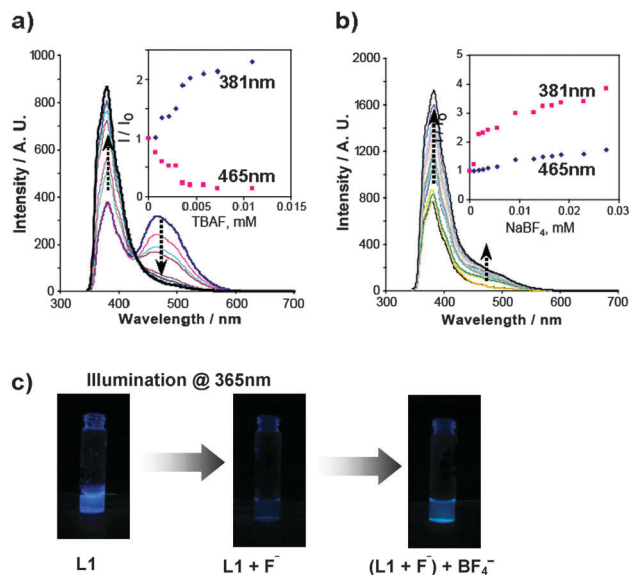 a)
1000
800
600
400
200
0
300 400 500 600 700
Intensity / A. U.
Wavelength / nm
I / I₀
2
1
0
0 0.005 0.01 0.015
TBAF, mM
381nm
465nm
b)
2000
1600
1200
800
400
0
300 400 500 600 700
Intensity / A. U.
Wavelength / nm
5
4
3
2
1
0
0 0.01 0.02 0.03
NaBF₄, mM
381nm
465nm
c)
Illumination @ 365nm
L1
L1 + F⁻
(L1 + F⁻) + BF₄⁻